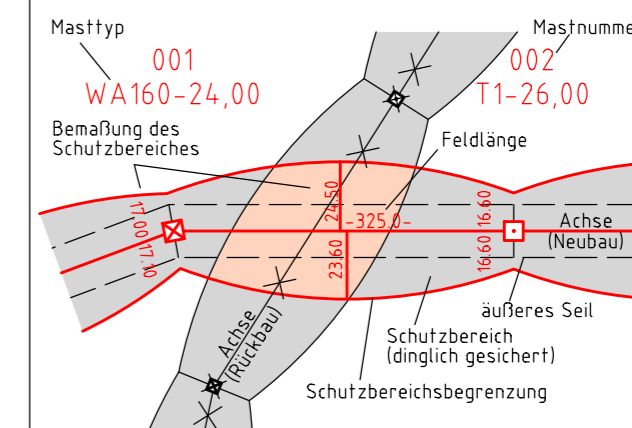 Masttyp
Mastnumme
001
WA160-24,00
002
T1-26,00
Bemaßung des
Schutzbereiches
Feldlänge
17.00
17.10
24.50
-325.0-
23.60
16.60
16.60
Achse
(Neubau)
äußeres Seil
Achse
(Rückbau)
Schutzbereich
(dinglich gesichert)
Schutzbereichsbegrenzung